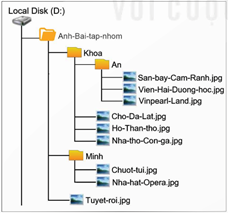 Local Disk (D:)
Anh-Bai-tap-nhom
Khoa
An
San-bay-Cam-Ranh.jpg
Vien-Hai-Duong-hoc.jpg
Vinpearl-Land.jpg
Cho-Da-Lat.jpg
Ho-Than-tho.jpg
Nha-tho-Con-ga.jpg
Minh
Chuot-tui.jpg
Nha-hat-Opera.jpg
Tuyet-roi.jpg